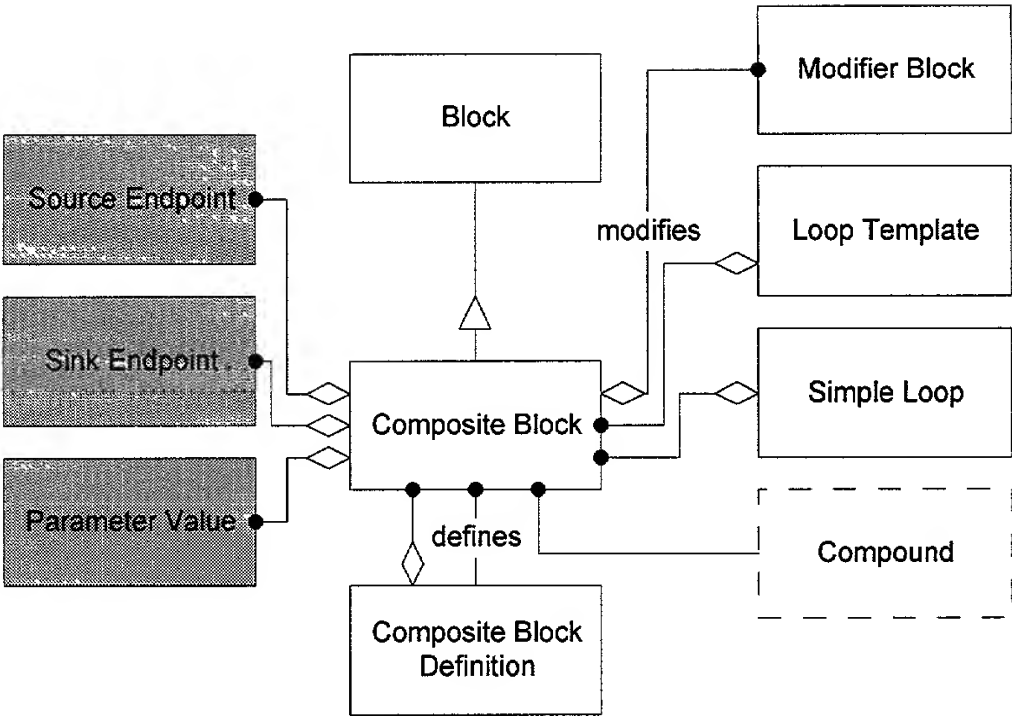 Block
Modifier Block
Source Endpoint
modifies
Loop Template
Sink Endpoint
Composite Block
Simple Loop
Parameter Value
defines
Compound
Composite Block
Definition